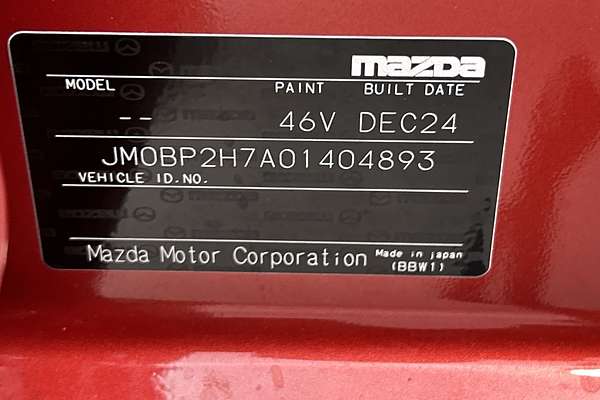 mazda
MODEL PAINT BUILT DATE
-- 46V DEC24
JM0BP2H7A01404893
VEHICLE ID.NO.
Mazda Motor Corporation Made in japan
(BBW1)